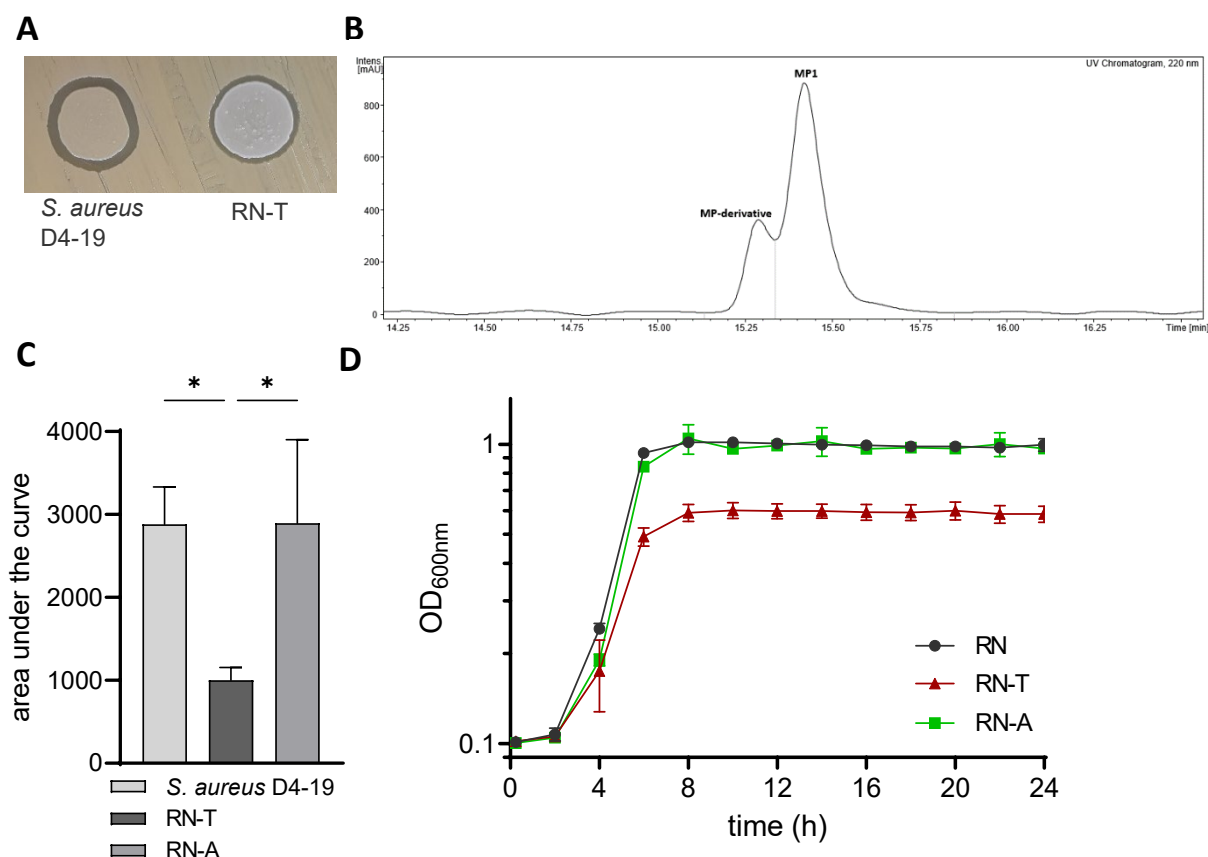 A
S. aureus
D4-19
RN-T
B
Intens.
[mAU]
UV Chromatogram, 220 nm
MP1
MP-derivative
800
600
400
200
0
14.25 14.50 14.75 15.00 15.25 15.50 15.75 16.00 16.25 Time [min]
C
* *
area under the curve
4000
3000
2000
1000
0
S. aureus D4-19
RN-T
RN-A
D
OD600nm
1
0.1
RN
RN-T
RN-A
0 4 8 12 16 20 24
time (h)